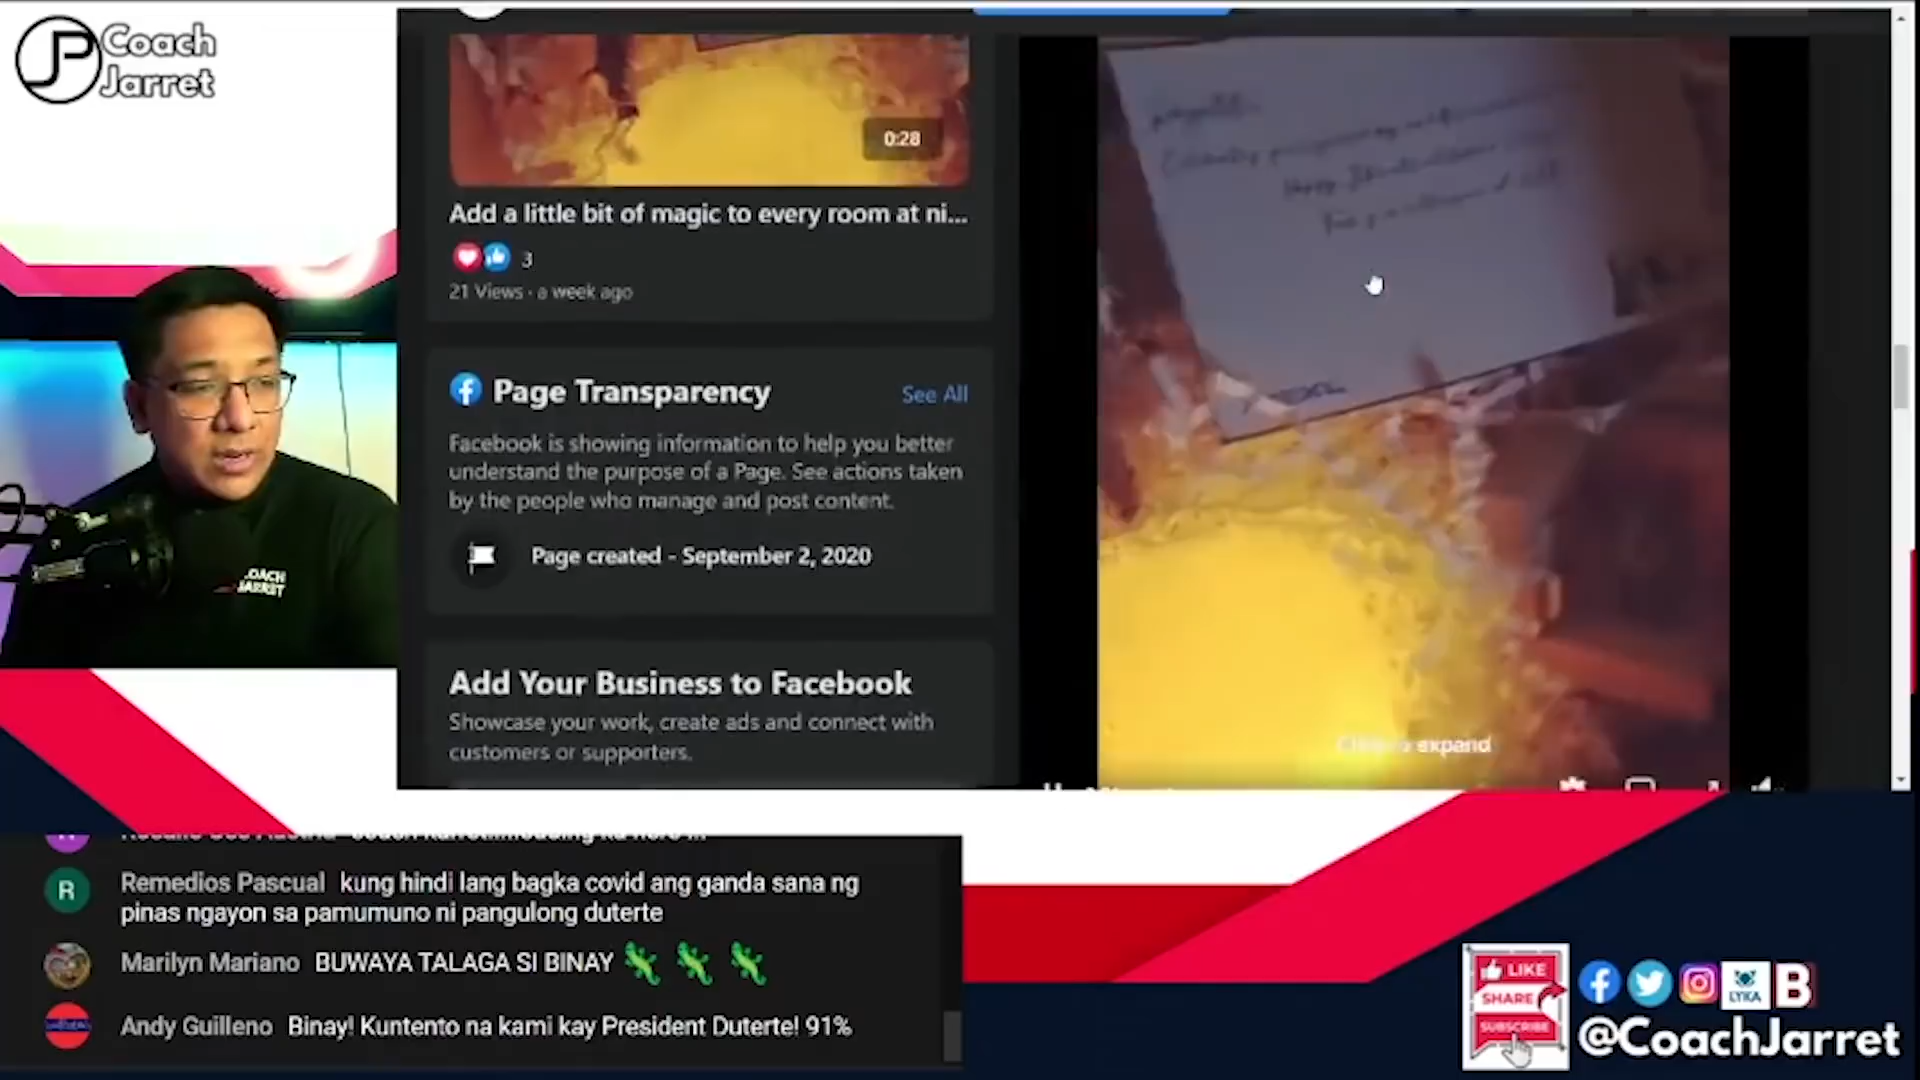 Coach
Jarret
0:28
Add a little bit of magic to every room at ni...
3
21 Views · a week ago
Page Transparency
See All
Facebook is showing information to help you better
understand the purpose of a Page. See actions taken
by the people who manage and post content.
Page created - September 2, 2020
Add Your Business to Facebook
Showcase your work, create ads and connect with
customers or supporters.
expand
COACH
JARRET
R
Remedios Pascual kung hindi lang bagka covid ang ganda sana ng
pinas ngayon sa pamumuno ni pangulong duterte
Marilyn Mariano BUWAYA TALAGA SI BINAY
Andy Guilleno Binay! Kuntento na kami kay President Duterte! 91%
LIKE
SHARE
SUBSCRIBE
LYKA
B
@CoachJarret